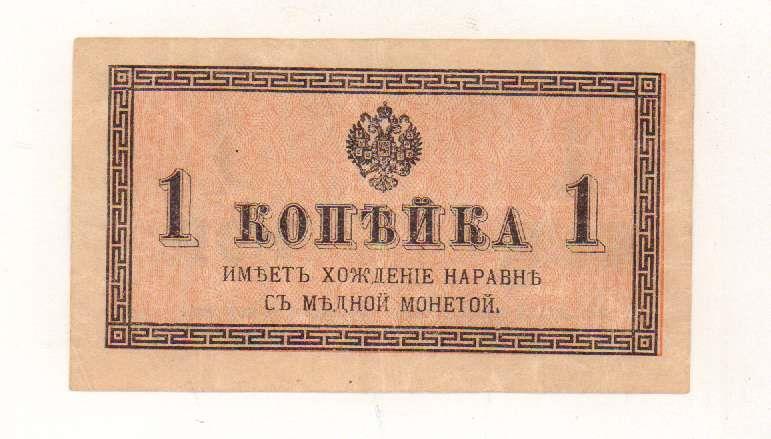 1 КОПѢЙКА 1
ИМѢЕТЪ ХОЖДЕНІЕ НАРАВНѢ
СЪ МѢДНОЙ МОНЕТОЙ.